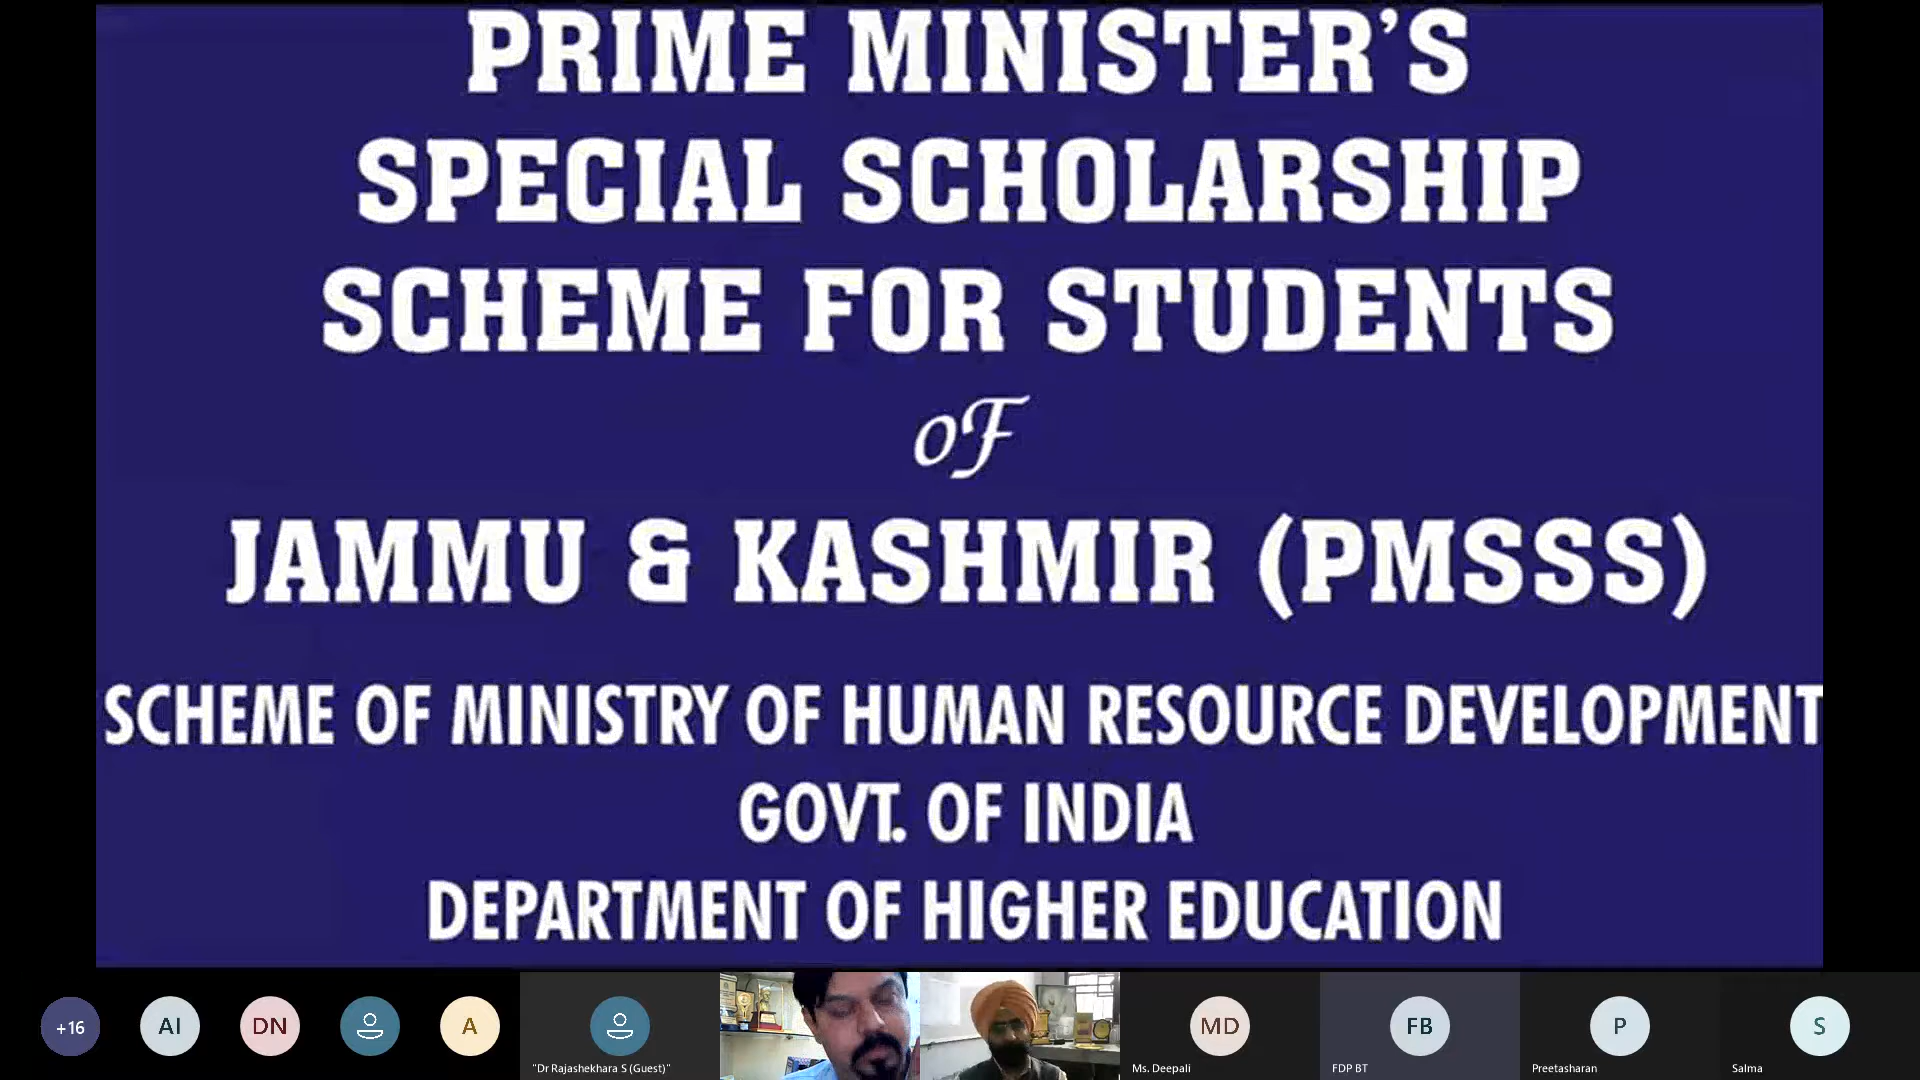 PRIME MINISTER'S
SPECIAL SCHOLARSHIP
SCHEME FOR STUDENTS
oF
JAMMU & KASHMIR (PMSSS)
SCHEME OF MINISTRY OF HUMAN RESOURCE DEVELOPMENT
GOVT. OF INDIA
DEPARTMENT OF HIGHER EDUCATION
+16
AI
DN
A
MD
FB
P
S
"Dr Rajashekhara S (Guest)"
Ms. Deepali
FDP BT
Preetasharan
Salma